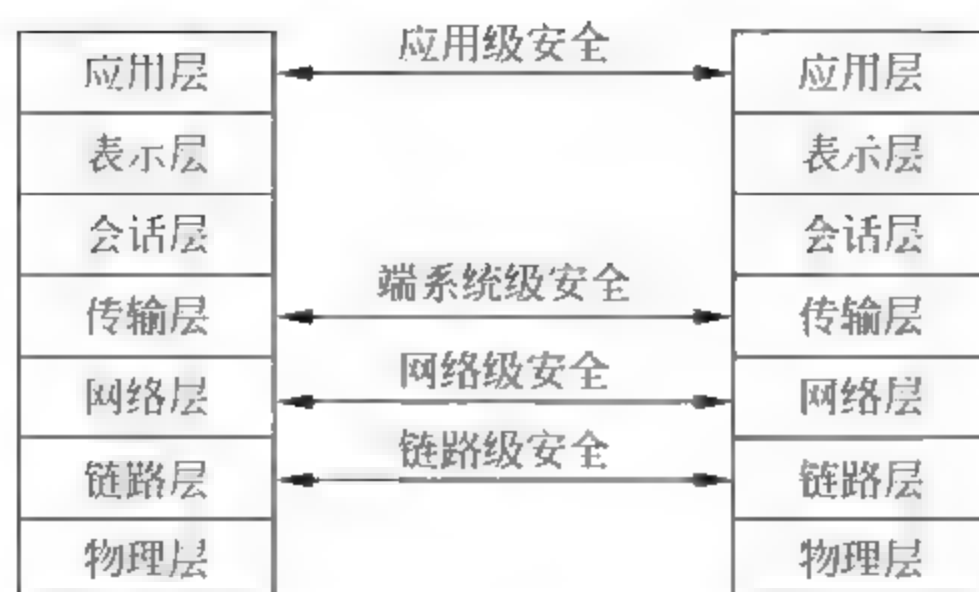 应用级安全
应用层
应用层
表示层
表示层
会话层
会话层
端系统级安全
传输层
传输层
网络级安全
网络层
网络层
链路级安全
链路层
链路层
物理层
物理层